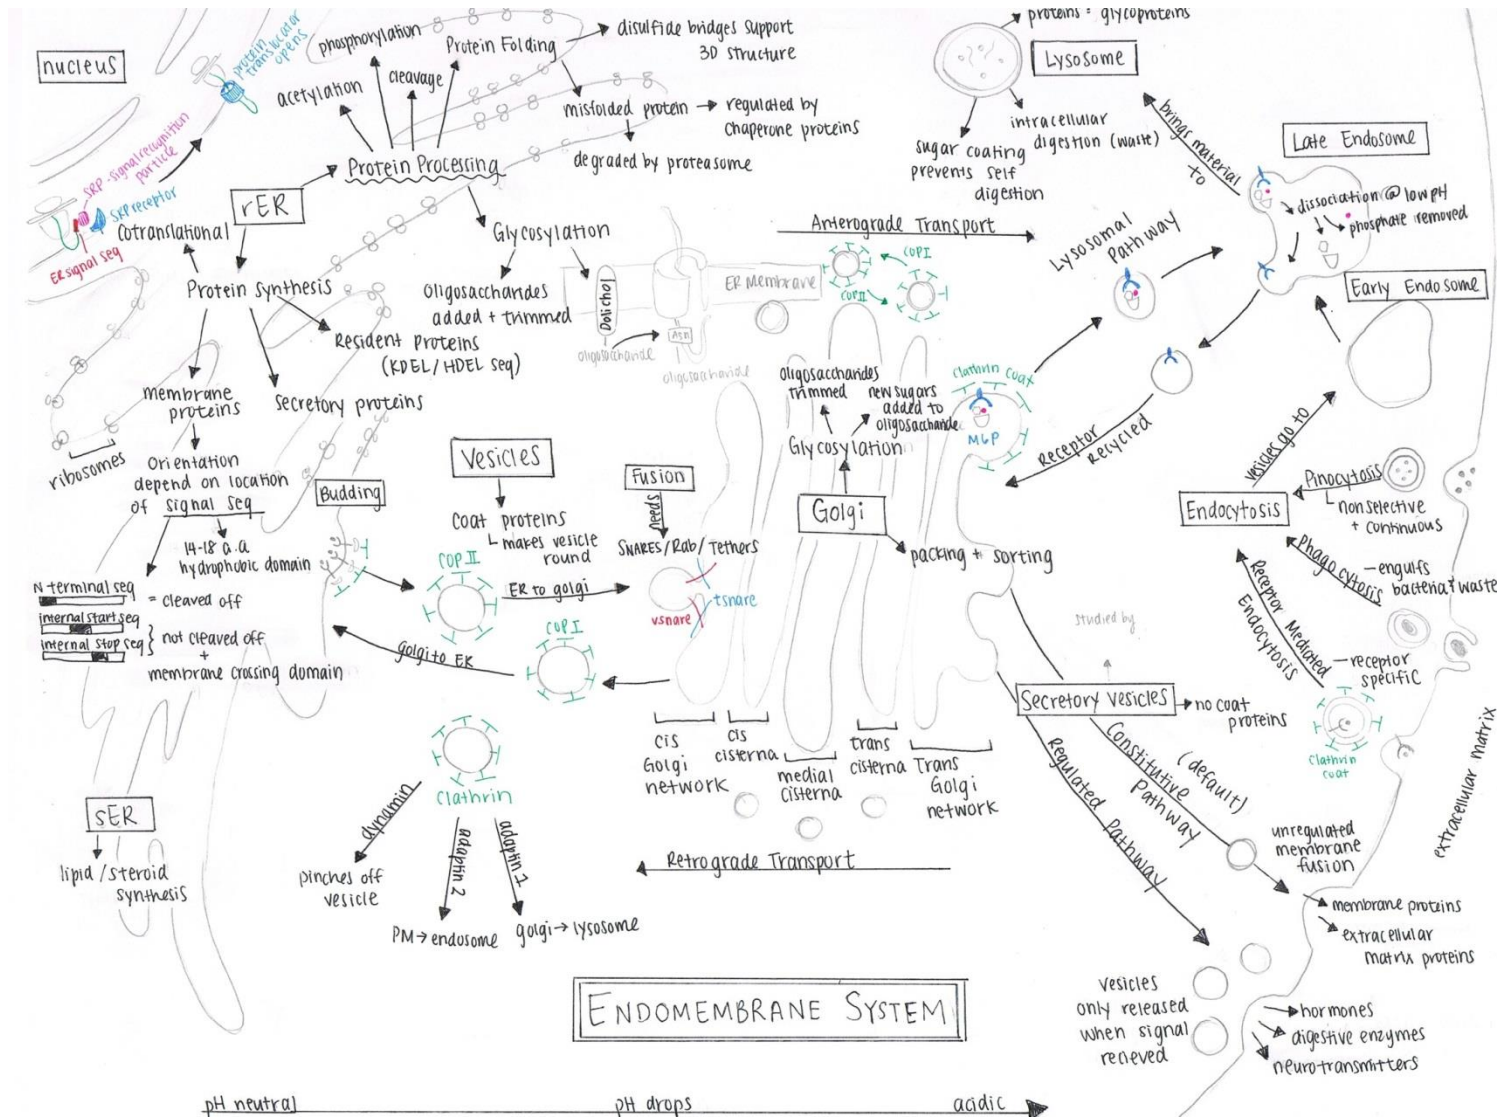 nucleus
protein
translocator
opens
SRP - signal recognition
particle
SRP receptor
ER signal seq
rER
Cotranslational
Protein synthesis
Resident proteins
(KDEL/HDEL seq)
secretory proteins
membrane
proteins
Orientation
depend on location
of signal seq
14-18 a.a
hydrophobic domain
N terminal seq
= cleaved off
internal start seq
internal stop seq
not cleaved off
+
membrane crossing domain
ribosomes
Protein Processing
acetylation
phosphorylation
cleavage
Protein Folding
disulfide bridges support
3D structure
misfolded protein
regulated by
chaperone proteins
degraded by proteasome
Glycosylation
Oligosaccharides
added + trimmed
Dolichol
oligosaccharide
Asn
oligosaccharide
ER Membrane
Anterograde Transport
COP I
COP II
proteins = glycoproteins
Lysosome
intracellular
digestion (waste)
sugar coating
prevents self
digestion
brings material
to
Late Endosome
dissociation @ low pH
phosphate removed
Lysosomal
Pathway
Early Endosome
Receptor
Recycled
clathrin coat
M6P
Oligosaccharides
trimmed
new sugars
added to
oligosaccharide
Glycosylation
Golgi
packing + sorting
Vesicles
Coat proteins
makes vesicle
round
Budding
COP II
ER to golgi
Fusion
needs
SNARES/Rab/Tethers
tsnare
vsnare
COP I
golgi to ER
Clathrin
dynamin
pinches off
vesicle
adaptin 2
PM → endosome
adaptin 1
golgi → lysosome
cis
Golgi
network
cis
cisterna
medial
cisterna
trans
cisterna
Trans
Golgi
network
Retrograde Transport
vesicles go to
Endocytosis
Pinocytosis
nonselective
+ continuous
Phagocytosis
- engulfs
bacteria + waste
Receptor Mediated
Endocytosis
- receptor
specific
clathrin
coat
extracellular matrix
studied by
Secretory vesicles
no coat
proteins
Constitutive
Pathway
(default)
Regulated Pathway
unregulated
membrane
fusion
membrane proteins
extracellular
matrix proteins
vesicles
only released
when signal
recieved
hormones
digestive enzymes
neurotransmitters
sER
lipid/steroid
synthesis
ENDOMEMBRANE SYSTEM
pH neutral
pH drops
acidic